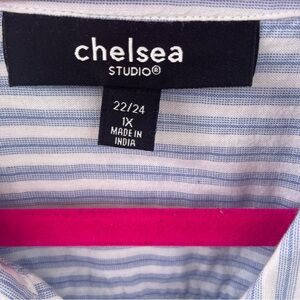 chelsea
STUDIO®
22/24
1X
MADE IN
INDIA